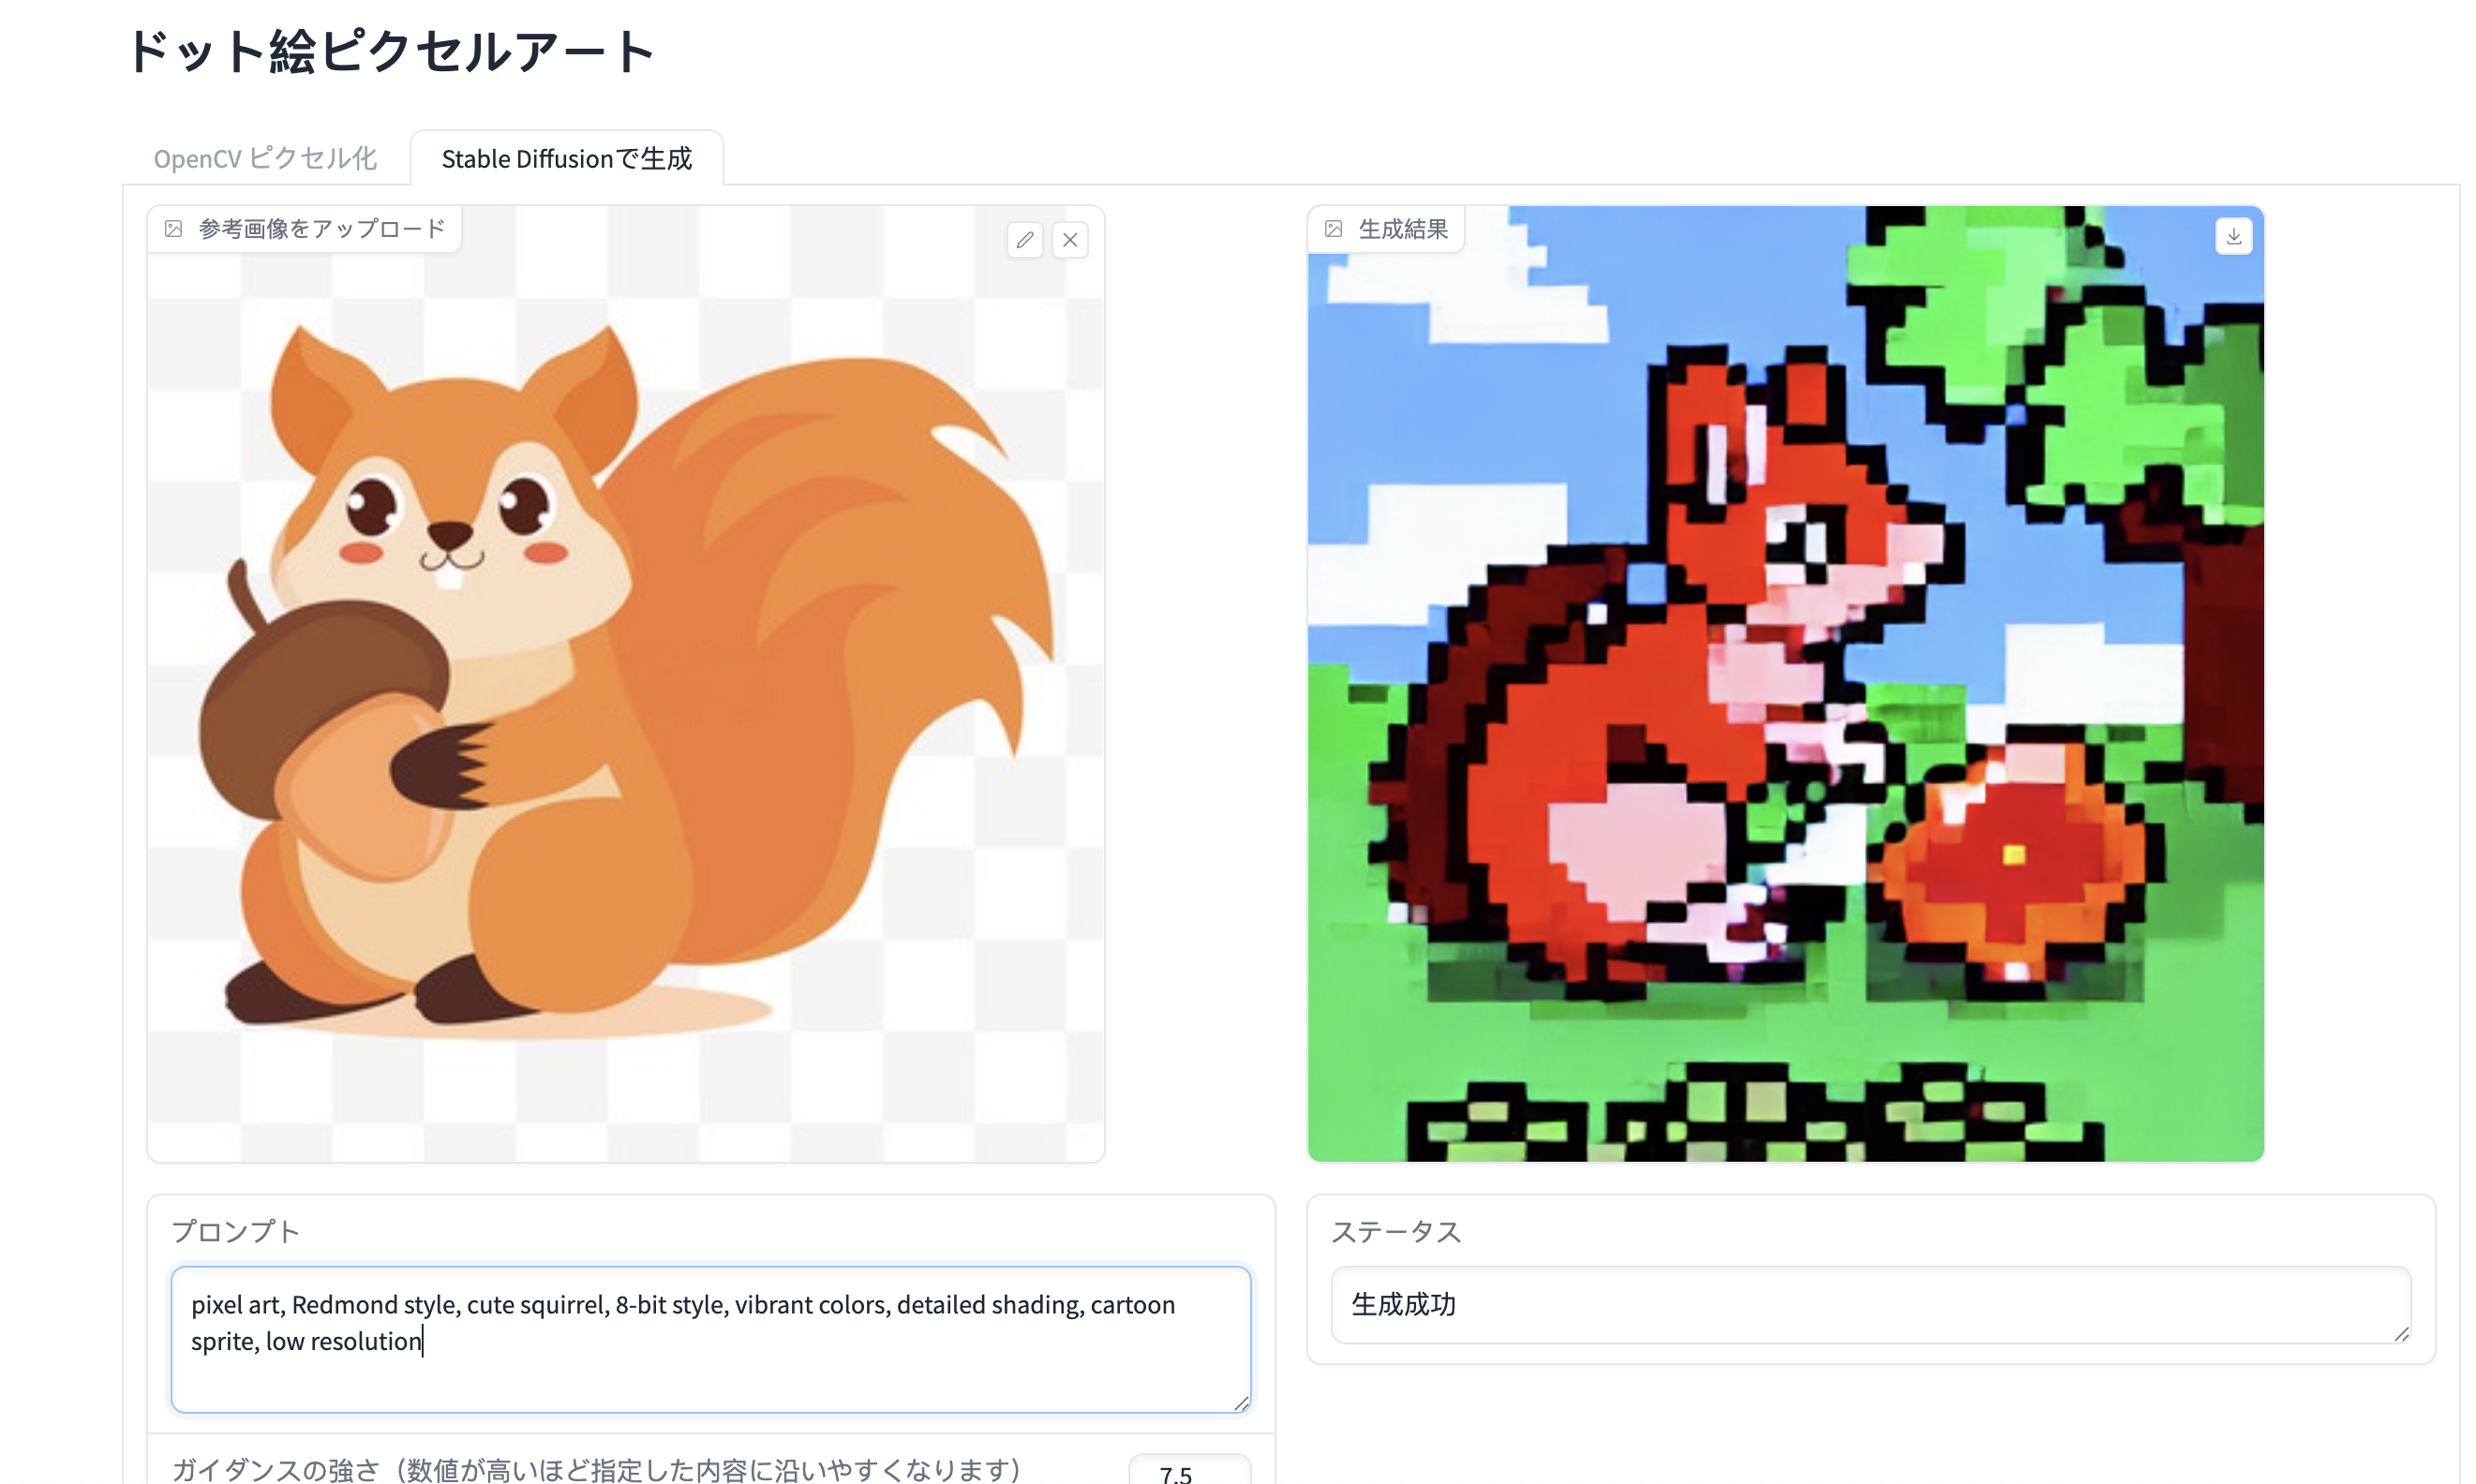 ドット絵ピクセルアート
OpenCV ピクセル化
Stable Diffusionで生成
参考画像をアップロード
生成結果
プロンプト
pixel art, Redmond style, cute squirrel, 8-bit style, vibrant colors, detailed shading, cartoon
sprite, low resolution
ステータス
生成成功
ガイダンスの強さ（数値が高いほど指定した内容に沿いやすくなります）
7.5